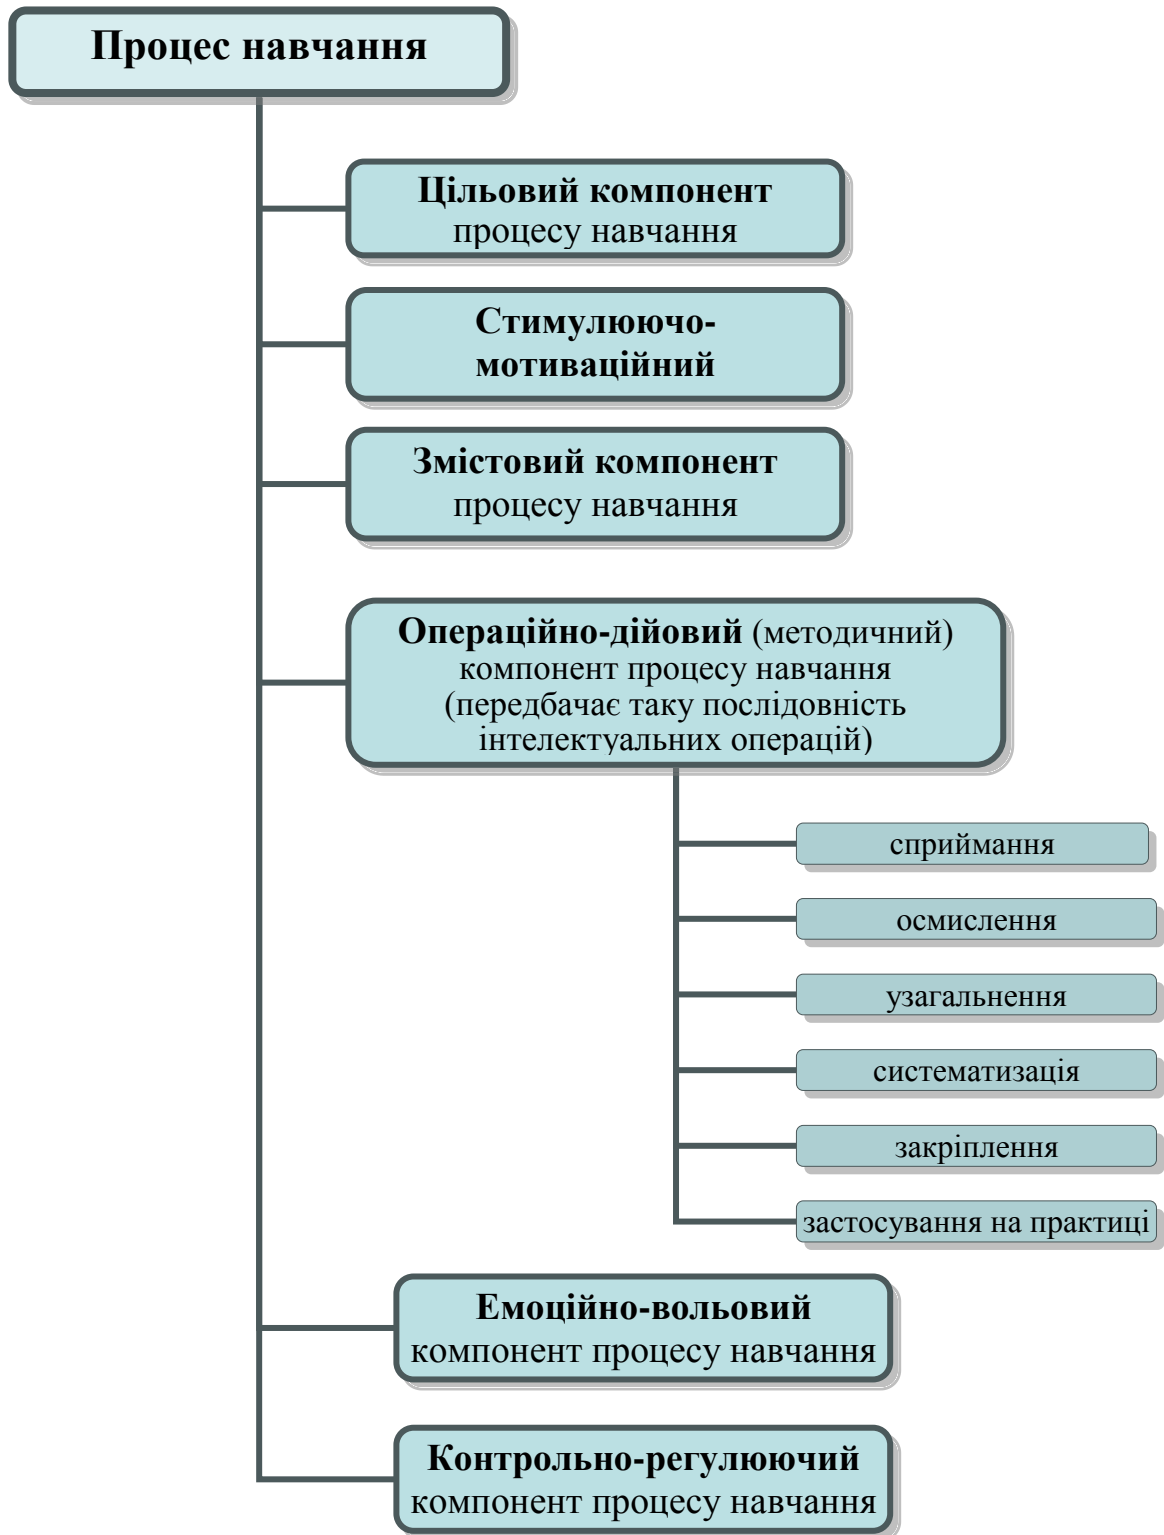 Процес навчання
Цільовий компонент
процесу навчання
Стимулюючо-
мотиваційний
Змістовий компонент
процесу навчання
Операційно-дійовий (методичний)
компонент процесу навчання
(передбачає таку послідовність
інтелектуальних операцій)
сприймання
осмислення
узагальнення
систематизація
закріплення
застосування на практиці
Емоційно-вольовий
компонент процесу навчання
Контрольно-регулюючий
компонент процесу навчання